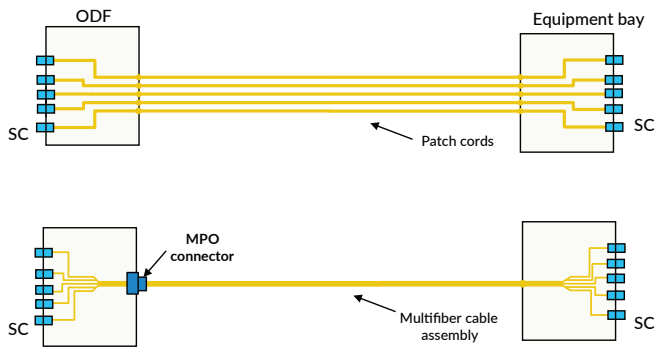 ODF
Equipment bay
SC
SC
Patch cords
MPO
connector
Multifiber cable
assembly
SC
SC